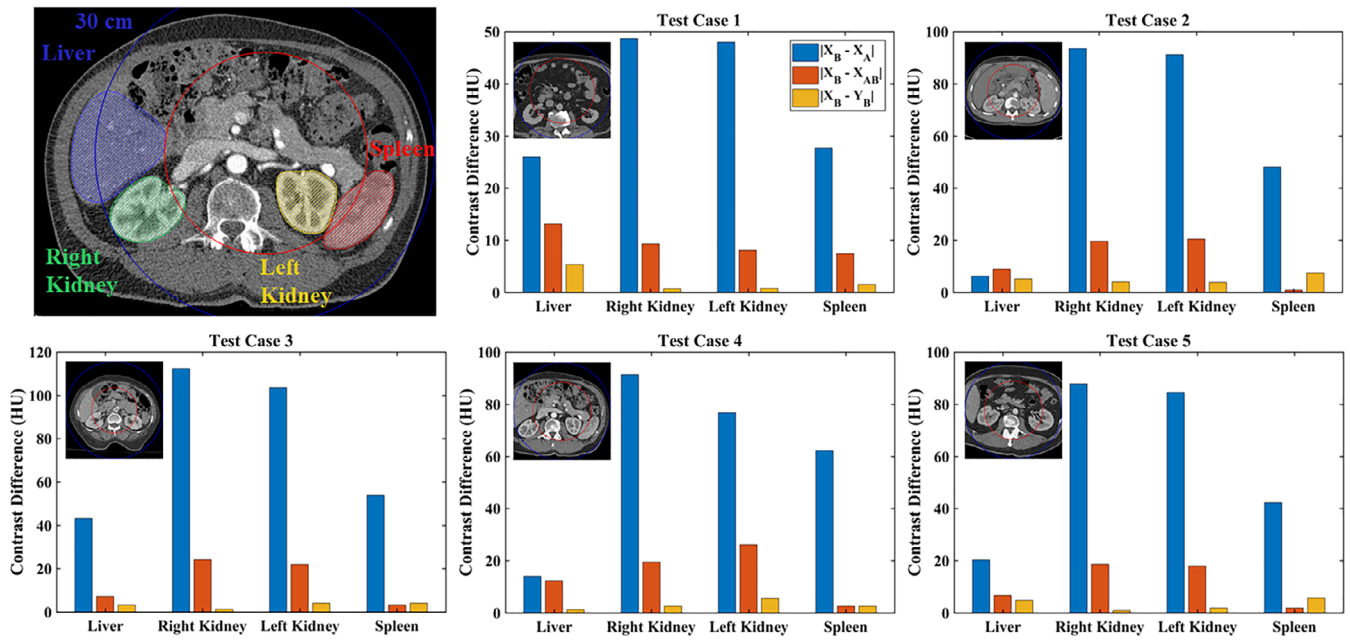 30 cm
Liver
Spleen
Right
Kidney
Left
Kidney
Test Case 1
Contrast Difference (HU)
50
40
30
20
10
0
|X_B - X_A|
|X_B - X_AB|
|X_B - Y_B|
Liver
Right Kidney
Left Kidney
Spleen
Test Case 2
Contrast Difference (HU)
100
80
60
40
20
0
Liver
Right Kidney
Left Kidney
Spleen
Test Case 3
Contrast Difference (HU)
120
100
80
60
40
20
0
Liver
Right Kidney
Left Kidney
Spleen
Test Case 4
Contrast Difference (HU)
100
80
60
40
20
0
Liver
Right Kidney
Left Kidney
Spleen
Test Case 5
Contrast Difference (HU)
100
80
60
40
20
0
Liver
Right Kidney
Left Kidney
Spleen